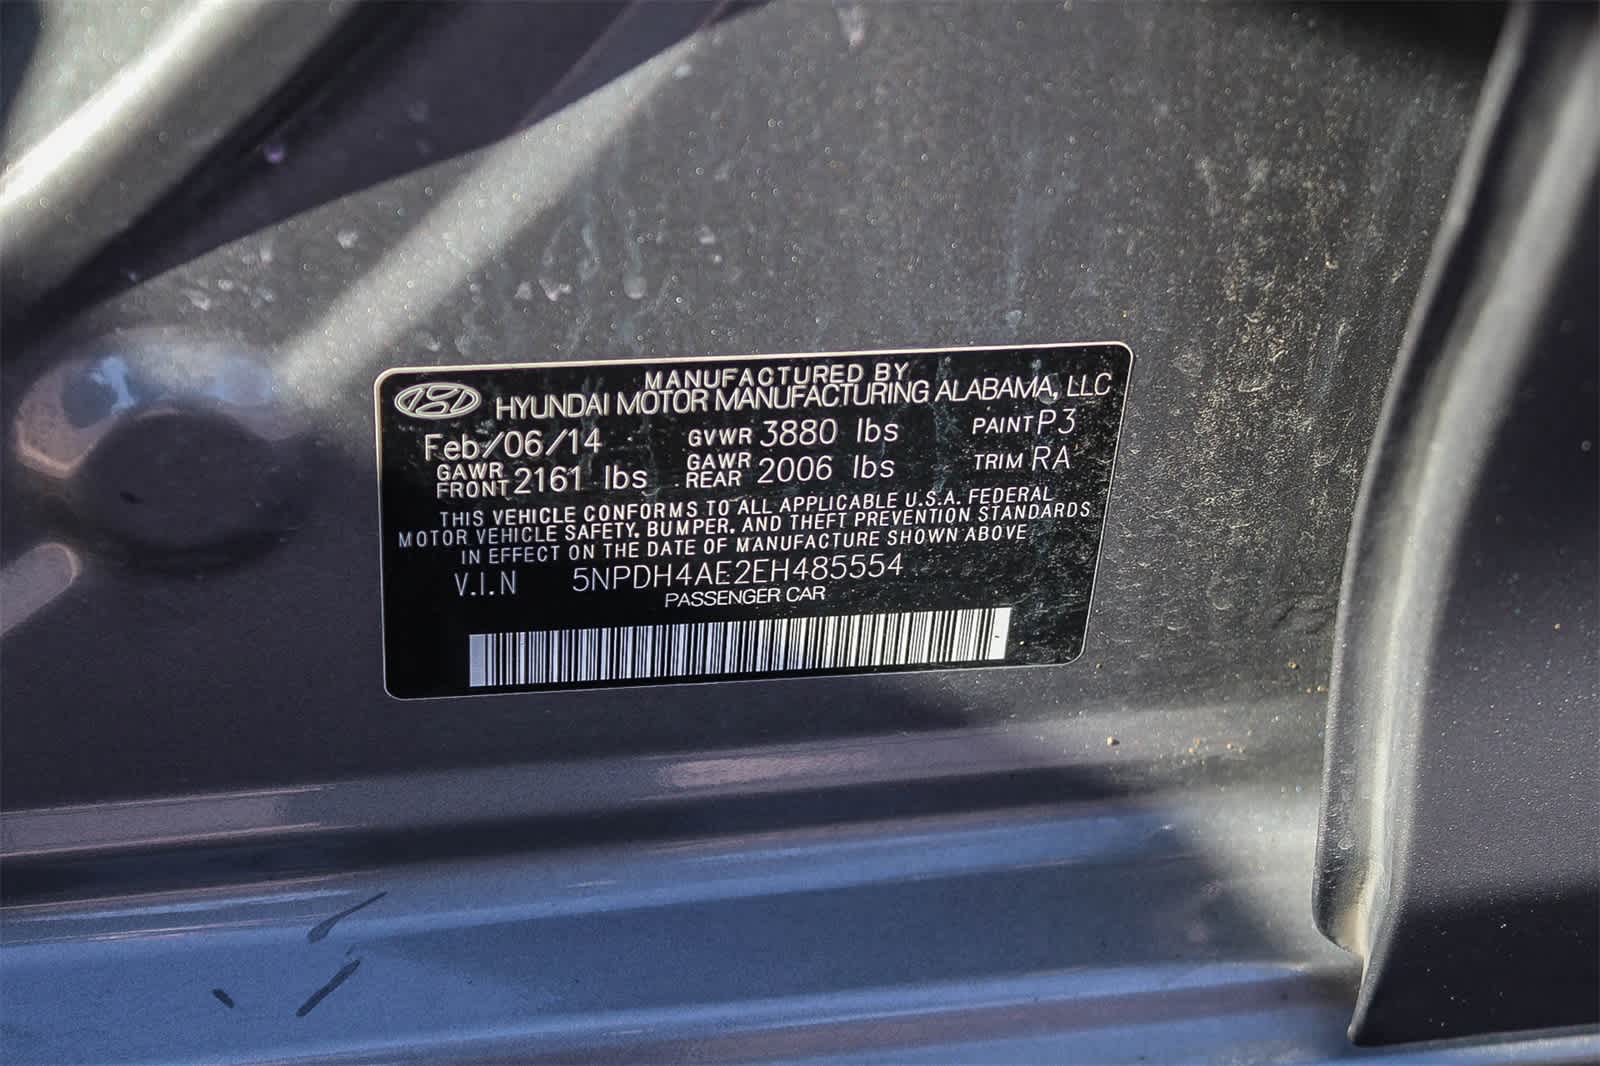 MANUFACTURED BY
HYUNDAI MOTOR MANUFACTURING ALABAMA, LLC
Feb/06/14 GVWR 3880 lbs PAINT P3
GAWR FRONT 2161 lbs GAWR REAR 2006 lbs TRIM RA
THIS VEHICLE CONFORMS TO ALL APPLICABLE U.S.A. FEDERAL
MOTOR VEHICLE SAFETY, BUMPER, AND THEFT PREVENTION STANDARDS
IN EFFECT ON THE DATE OF MANUFACTURE SHOWN ABOVE
V.I.N 5NPDH4AE2EH485554
PASSENGER CAR